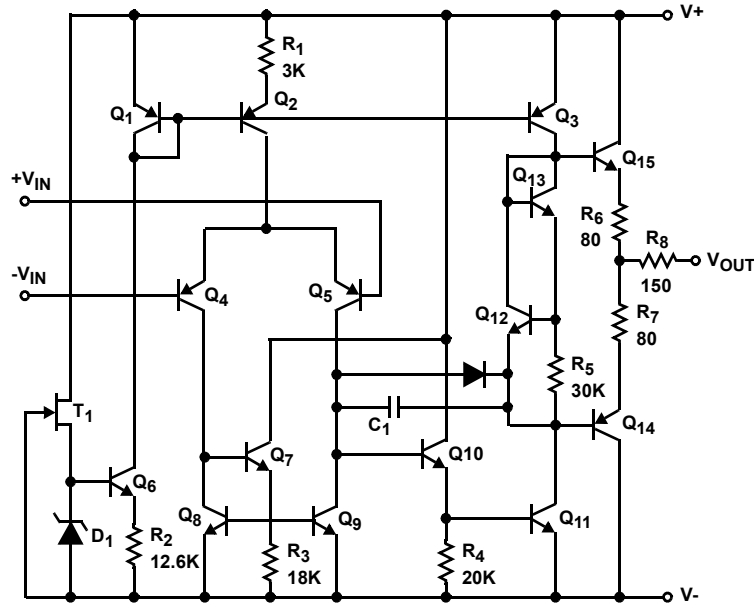 V+
R1
3K
Q1
Q2
Q3
Q15
+VIN
Q13
R6
80
R8
150
VOUT
-VIN
Q4
Q5
Q12
R7
80
R5
30K
T1
C1
Q14
Q6
Q7
Q10
D1
R2
12.6K
Q8
Q9
Q11
R3
18K
R4
20K
V-